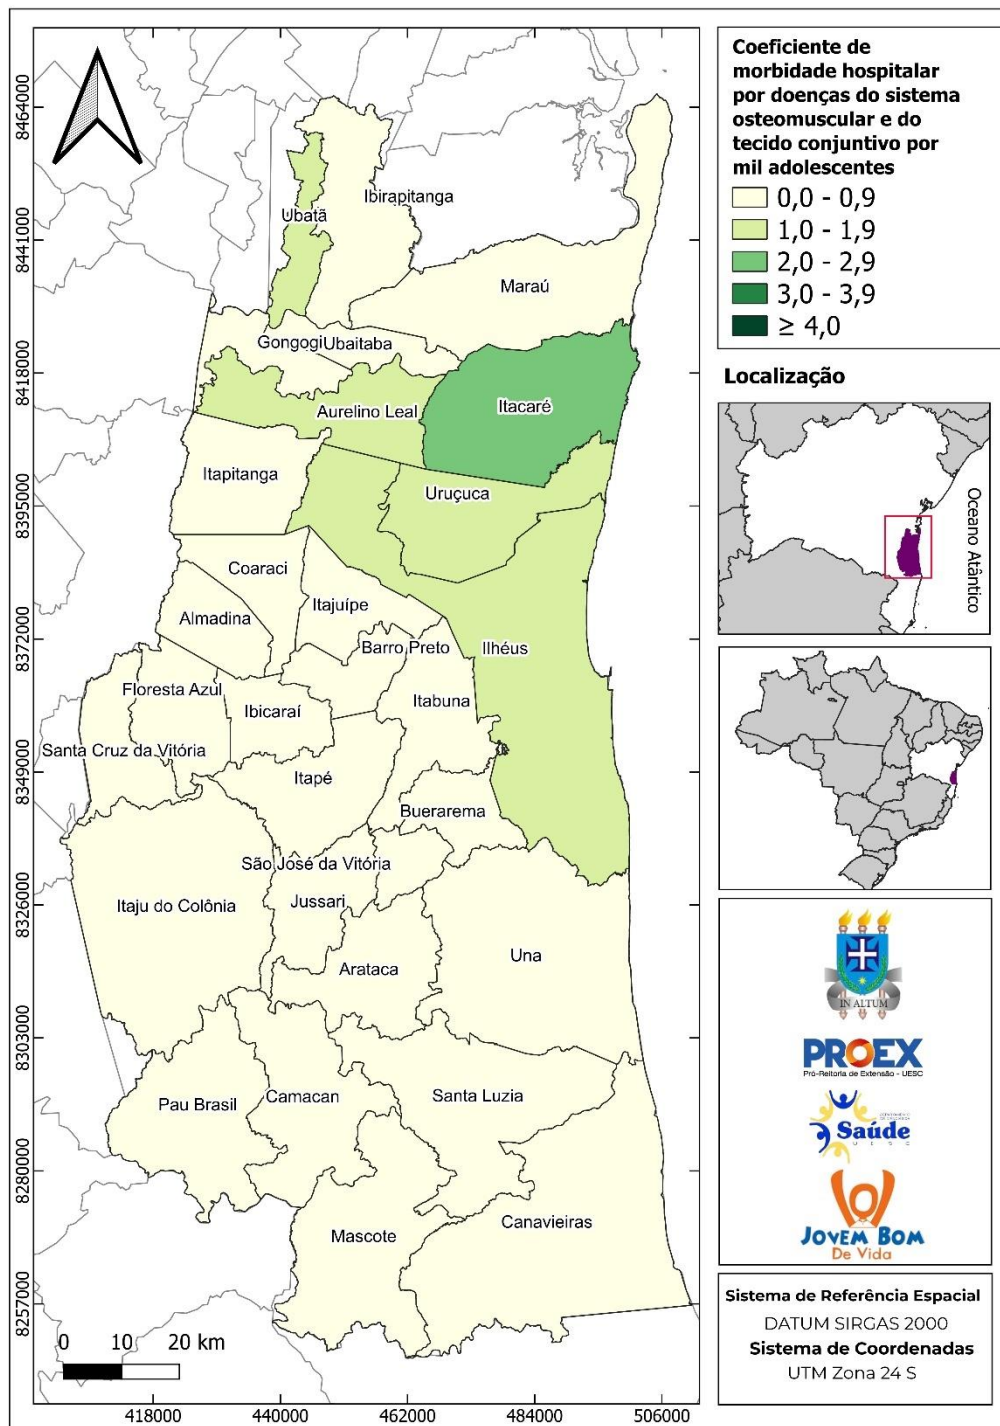 Coeficiente de
morbidade hospitalar
por doenças do sistema
osteomuscular e do
tecido conjuntivo por
mil adolescentes
0,0 - 0,9
1,0 - 1,9
2,0 - 2,9
3,0 - 3,9
≥ 4,0
Localização
Oceano Atântico
8464000
8441000
8418000
8395000
8372000
8349000
8326000
8303000
8280000
8257000
Ibirapitanga
Ubatã
Maraú
Gongogi
Ubaitaba
Aurelino Leal
Itacaré
Itapitanga
Uruçuca
Coaraci
Itajuípe
Almadina
Barro Preto
Ilhéus
Floresta Azul
Ibicaraí
Itabuna
Santa Cruz da Vitória
Itapé
Buerarema
São José da Vitória
Itaju do Colônia
Jussari
Una
Arataca
Pau Brasil
Camacan
Santa Luzia
Mascote
Canavieiras
0 10 20 km
418000 440000 462000 484000 506000
IN ALTUM
PROEX
Pró-Reitoria de Extensão - UESC
Saúde
UESC
JOVEM BOM
De Vida
Sistema de Referência Espacial
DATUM SIRGAS 2000
Sistema de Coordenadas
UTM Zona 24 S